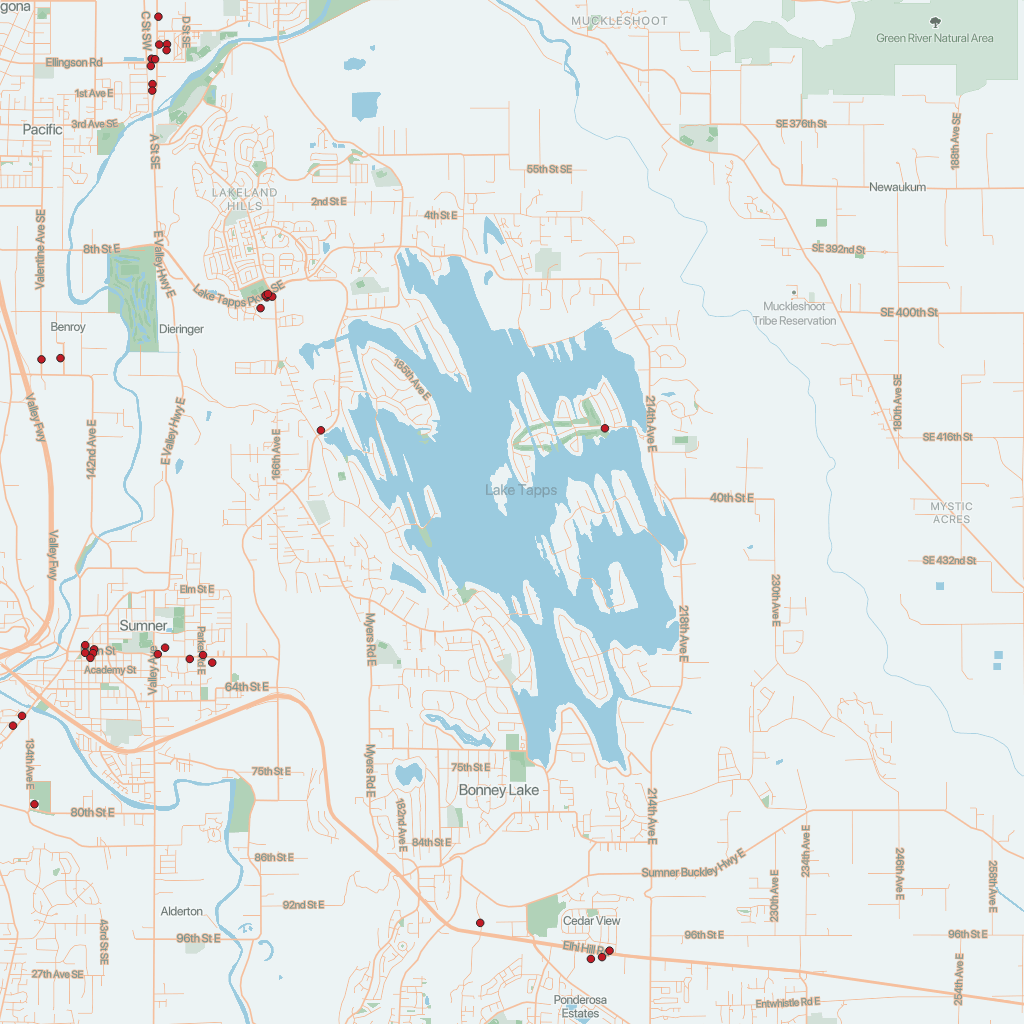 gona
C St SW
D St SE
MUCKLESHOOT
Green River Natural Area
Ellingson Rd
1st Ave E
3rd Ave SE
Pacific
A St SE
SE 376th St
188th Ave SE
55th St SE
LAKELAND
HILLS
2nd St E
4th St E
Newaukum
Valentine Ave SE
8th St E
E Valley Hwy E
SE 392nd St
Lake Tapps Pk SE
Muckleshoot
Tribe Reservation
SE 400th St
Benroy
Dieringer
185th Ave E
Valley Fwy
142nd Ave E
E Valley Hwy E
166th Ave E
214th Ave E
180th Ave SE
SE 416th St
Lake Tapps
40th St E
MYSTIC
ACRES
Valley Fwy
SE 432nd St
Elm St E
230th Ave E
Sumner
Parker Rd E
Myers Rd E
218th Ave E
n St
Academy St
Valley Ave
64th St E
134th Ave E
75th St E
Myers Rd E
75th St E
Bonney Lake
80th St E
182nd Ave E
214th Ave E
84th St E
86th St E
Sumner Buckley Hwy E
234th Ave E
249th Ave E
258th Ave E
230th Ave E
92nd St E
Alderton
Cedar View
96th St E
43rd St SE
Elhi Hill R
96th St E
96th St E
27th Ave SE
254th Ave E
Ponderosa
Estates
Entwhistle Rd E